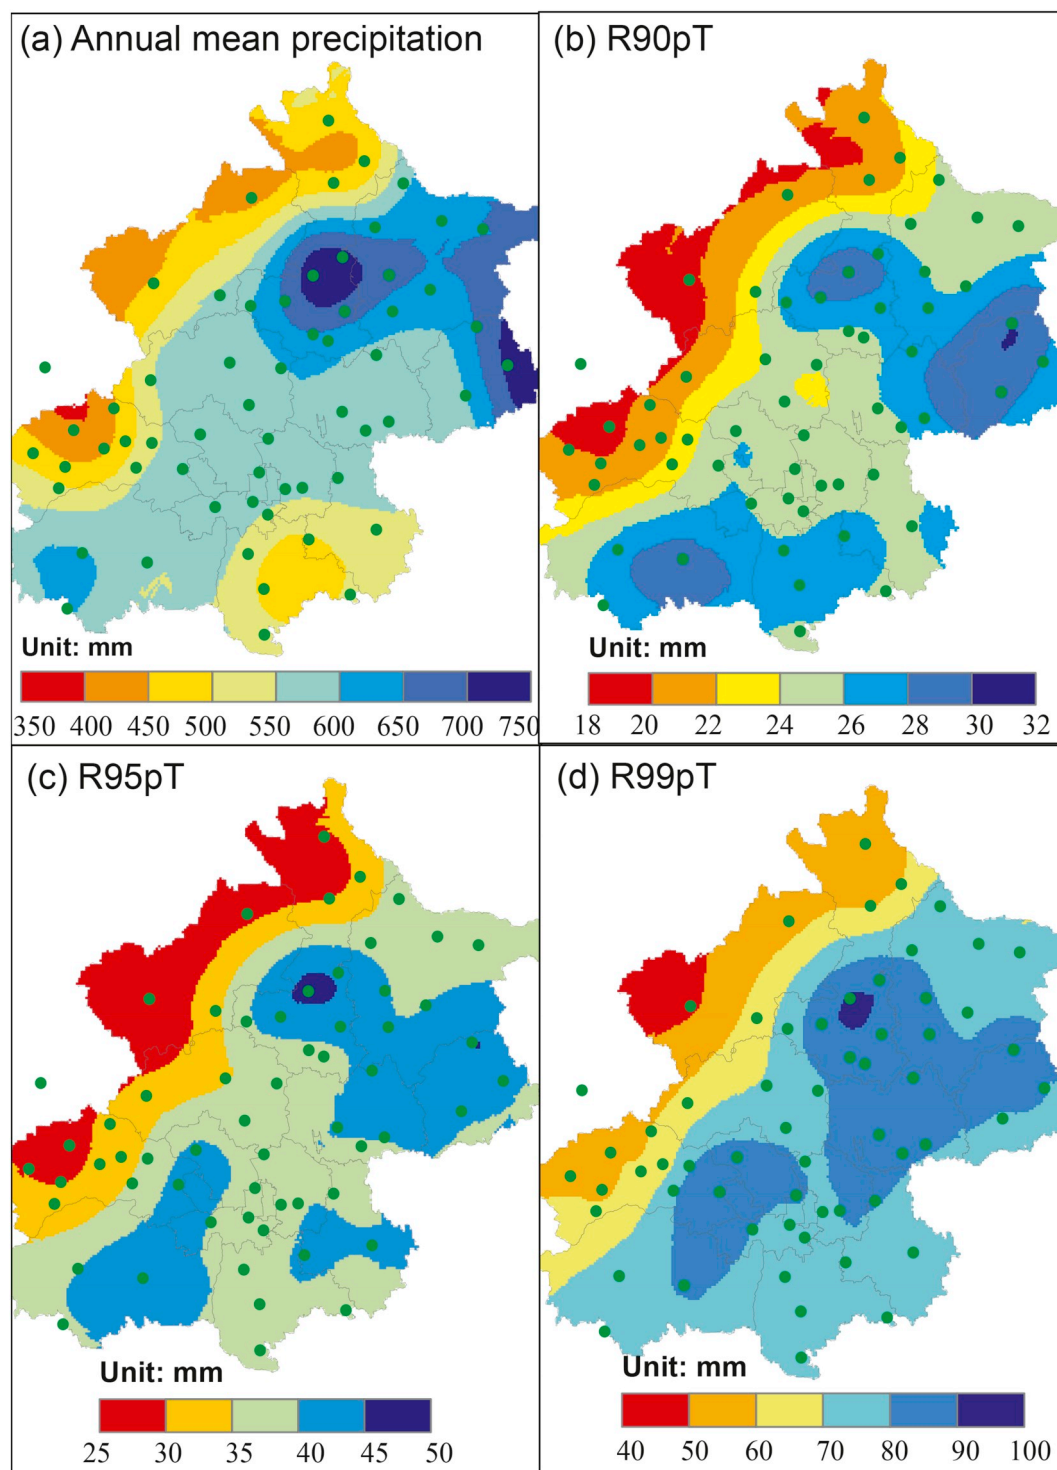 (a) Annual mean precipitation
(b) R90pT
Unit: mm
350 400 450 500 550 600 650 700 750
Unit: mm
18 20 22 24 26 28 30 32
(c) R95pT
(d) R99pT
Unit: mm
25 30 35 40 45 50
Unit: mm
40 50 60 70 80 90 100